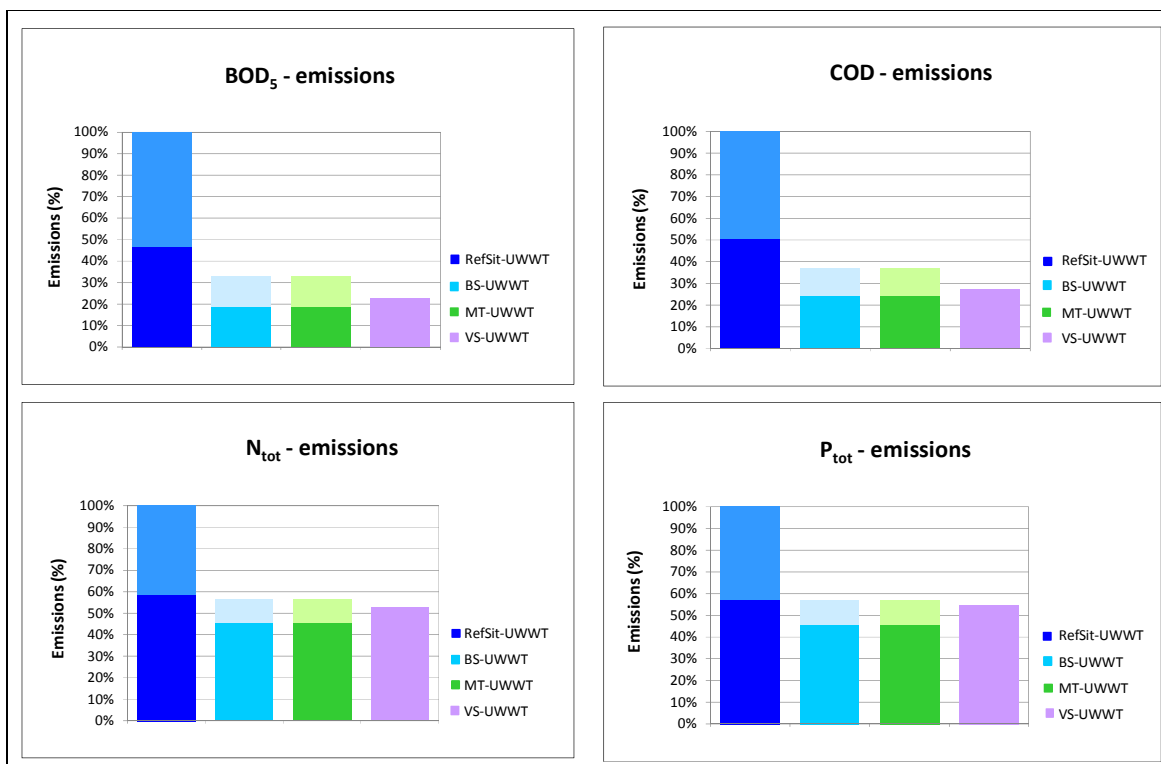 BOD5 - emissions
Emissions (%)
100%
90%
80%
70%
60%
50%
40%
30%
20%
10%
0%
RefSit-UWWT
BS-UWWT
MT-UWWT
VS-UWWT
COD - emissions
Emissions (%)
100%
90%
80%
70%
60%
50%
40%
30%
20%
10%
0%
RefSit-UWWT
BS-UWWT
MT-UWWT
VS-UWWT
Ntot - emissions
Emissions (%)
100%
90%
80%
70%
60%
50%
40%
30%
20%
10%
0%
RefSit-UWWT
BS-UWWT
MT-UWWT
VS-UWWT
Ptot - emissions
Emissions (%)
100%
90%
80%
70%
60%
50%
40%
30%
20%
10%
0%
RefSit-UWWT
BS-UWWT
MT-UWWT
VS-UWWT